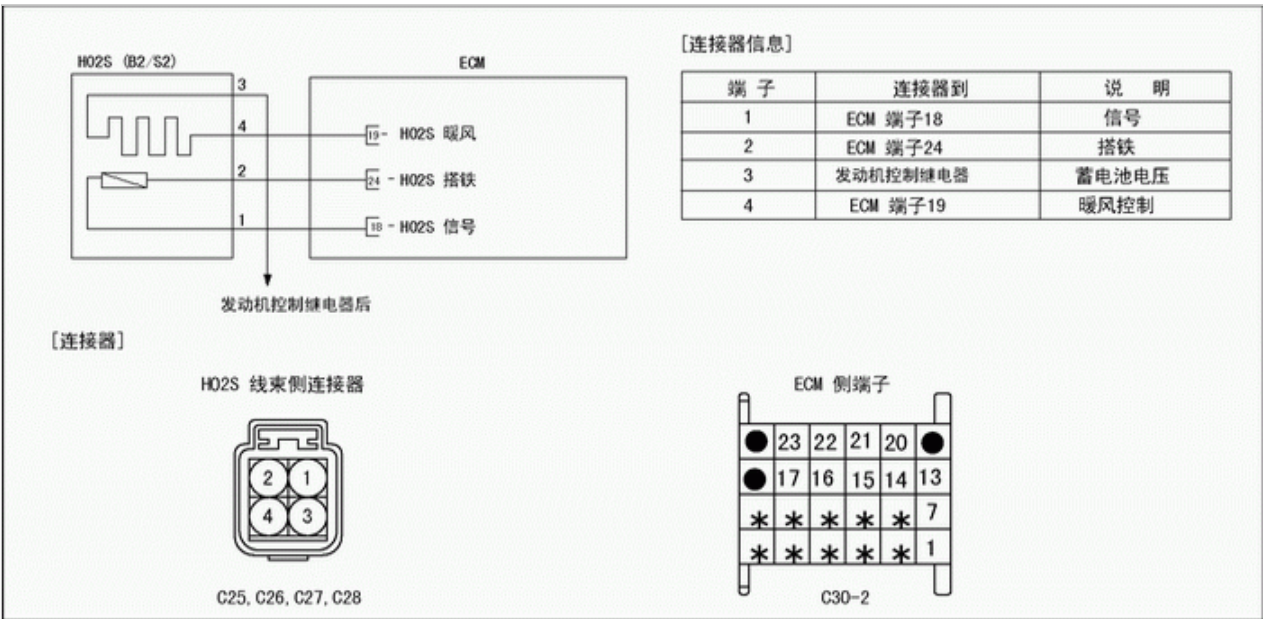 HO2S (B2/S2)
ECM
3
4
19 - HO2S 暖风
2
24 - HO2S 搭铁
1
18 - HO2S 信号
发动机控制继电器后
[连接器信息]
端 子 连接器到 说 明
1 ECM 端子18 信号
2 ECM 端子24 搭铁
3 发动机控制继电器 蓄电池电压
4 ECM 端子19 暖风控制
[连接器]
HO2S 线束侧连接器
2 1
4 3
C25, C26, C27, C28
ECM 侧端子
● 23 22 21 20 ●
● 17 16 15 14 13
* * * * * 7
* * * * * 1
C30-2